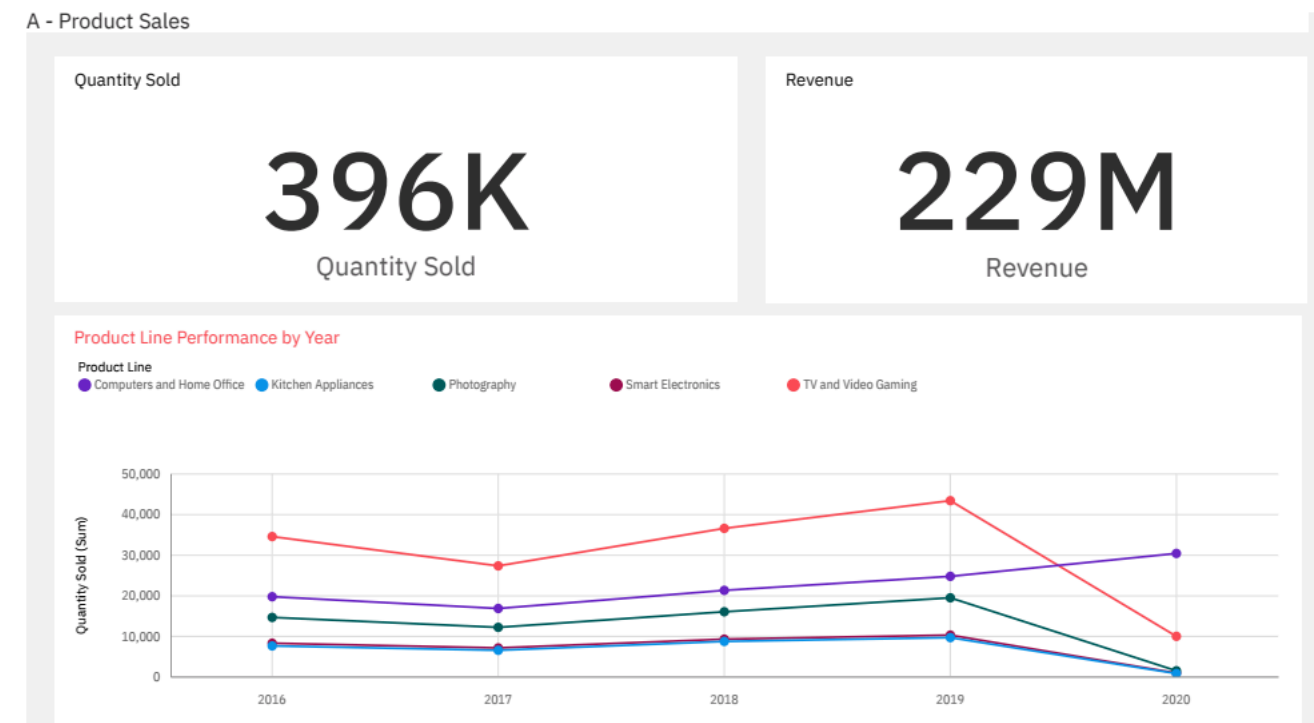 A - Product Sales
Quantity Sold
Revenue
396K
229M
Quantity Sold
Revenue
Product Line Performance by Year
Product Line
Computers and Home Office Kitchen Appliances Photography Smart Electronics TV and Video Gaming
50,000
40,000
30,000
20,000
10,000
0
Quantity Sold (Sum)
2016 2017 2018 2019 2020